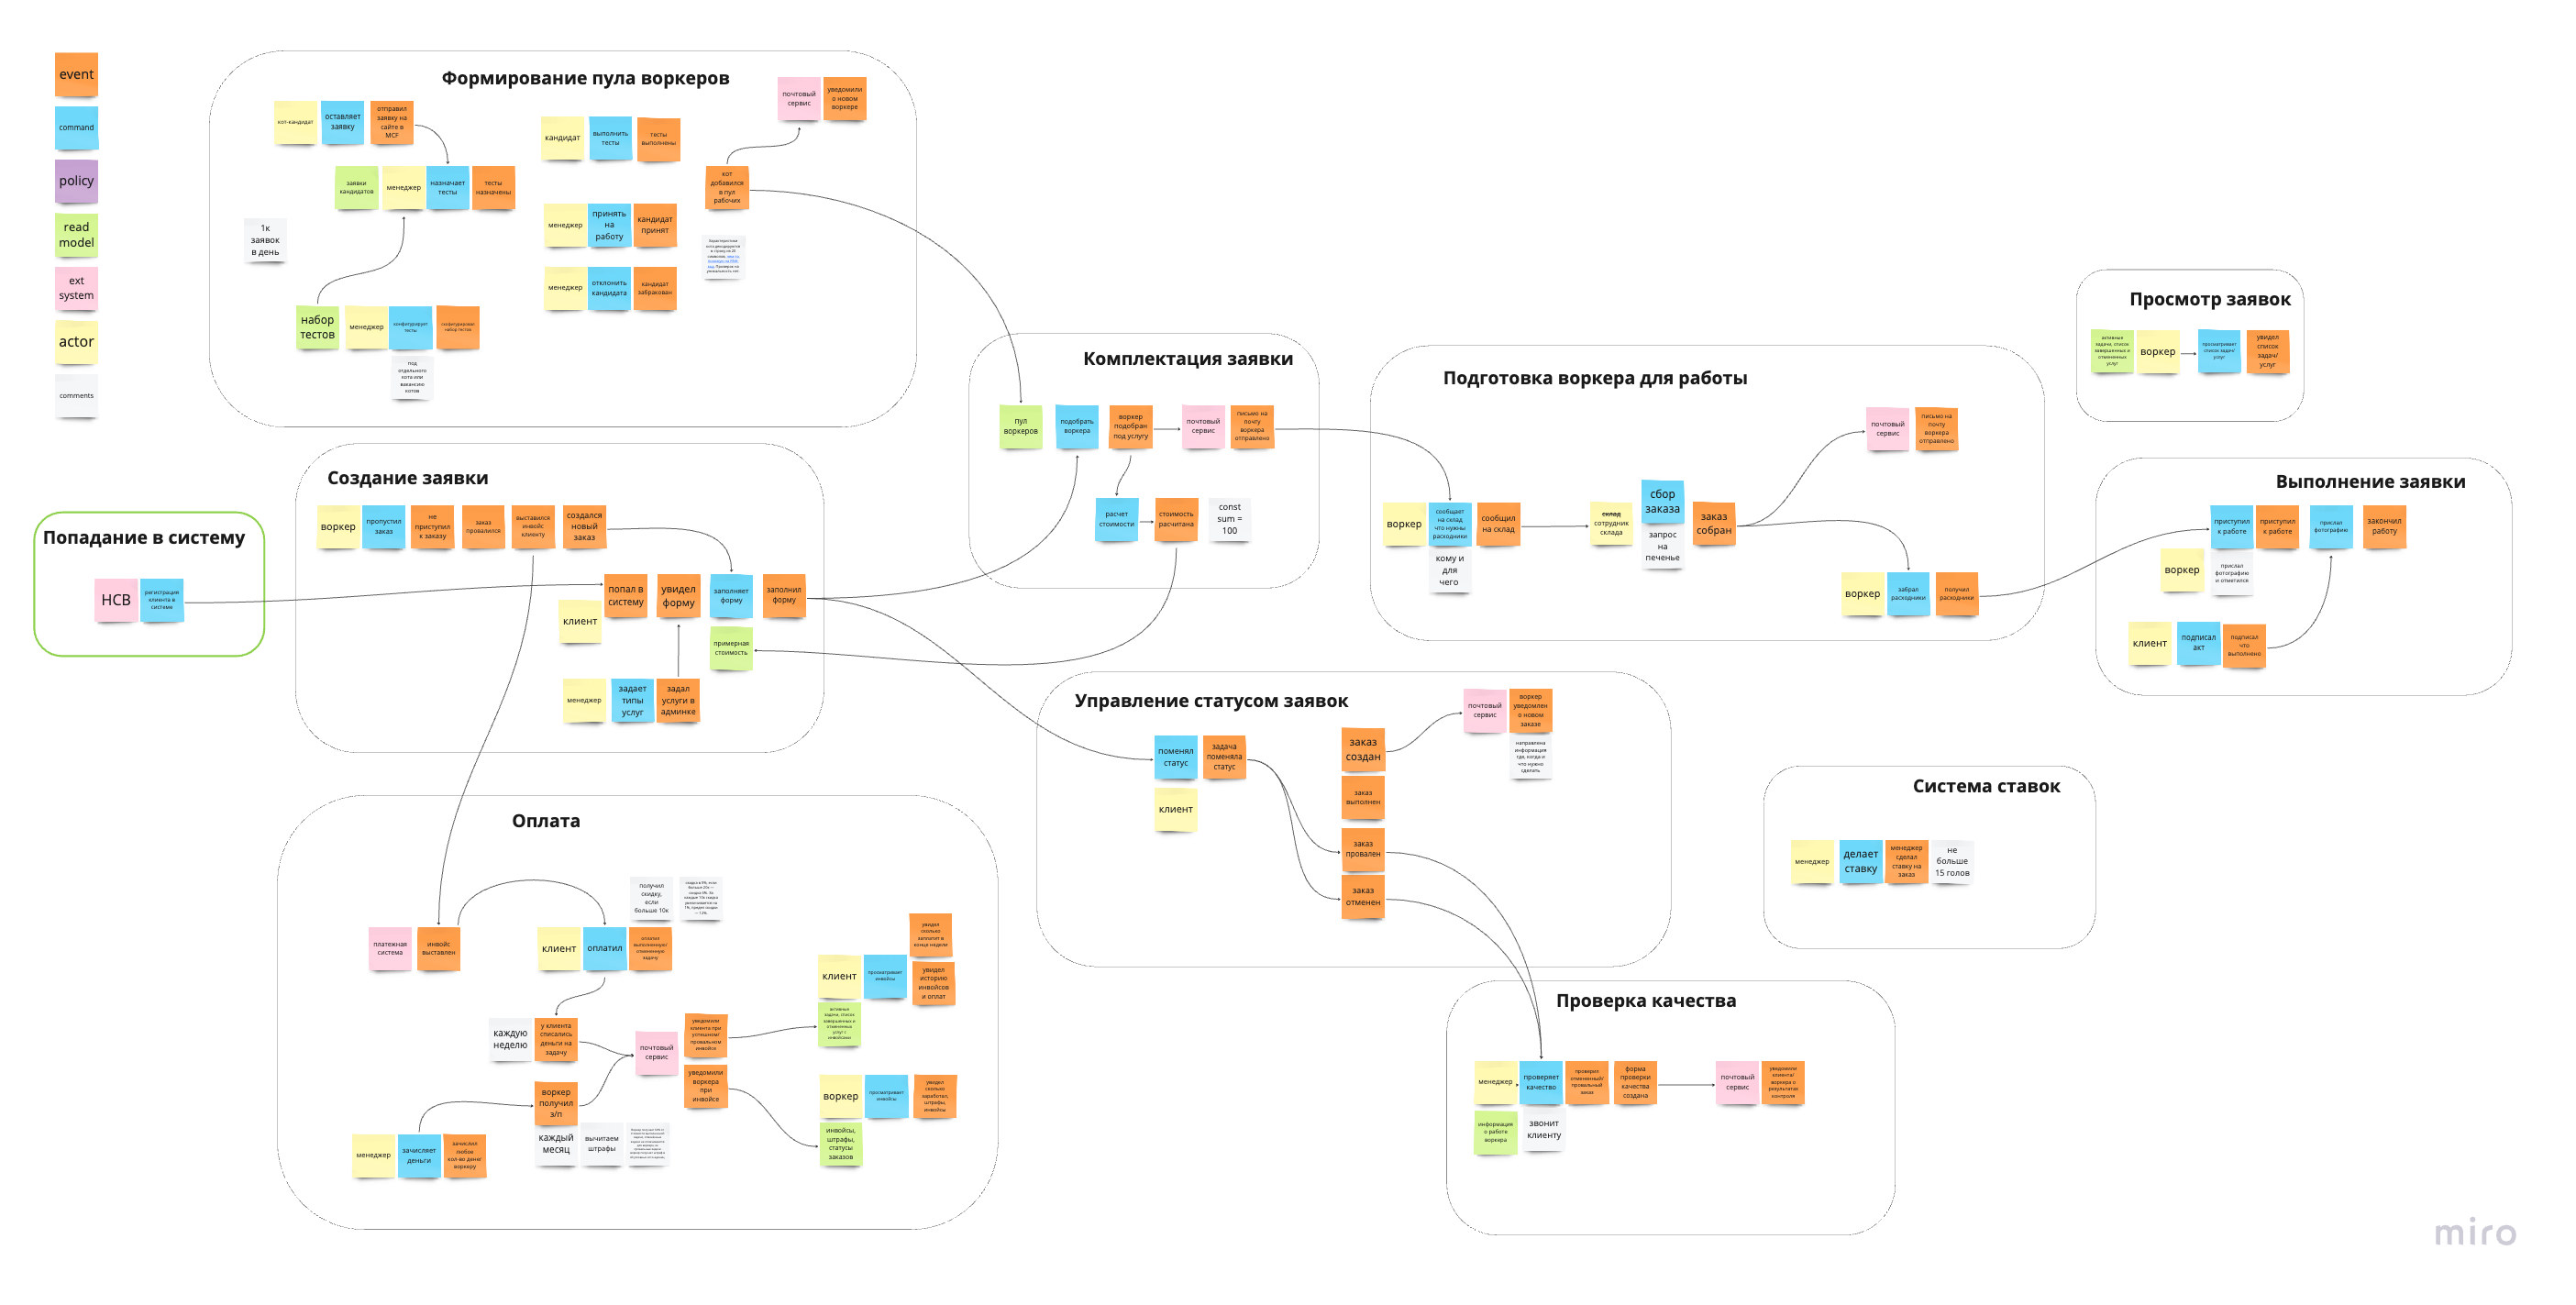 event
command
policy
read
model
ext
system
actor
comments
Формирование пула воркеров
кот-кандидат
оставляет
заявку
отправил
заявку на
сайте в
MCF
заявки
кандидатов
менеджер
назначает
тесты
тесты
назначены
1к
заявок
в день
набор
тестов
менеджер
конфигурирует
тесты
под
отдельного
кота или
вакансию
котов
кандидат
выполнить
тесты
тесты
выполнены
менеджер
принять
на
работу
кандидат
принят
менеджер
отклонить
кандидата
кандидат
забракован
почтовый
сервис
уведомили
о новом
воркере
кот
добавился
в пул
рабочих
Попадание в систему
НСВ
регистрация
клиента в
системе
Создание заявки
воркер
пропустил
заказ
не
приступил
к заказу
заказ
провалился
выставился
инвойс
клиенту
создался
новый
заказ
клиент
попал в
систему
увидел
форму
заполняет
форму
заполнил
форму
примерная
стоимость
менеджер
задает
типы
услуг
задал
услуги в
админке
Комплектация заявки
пул
воркеров
подобрать
воркера
воркер
подобран
под услугу
почтовый
сервис
письмо на
почту
воркера
отправлено
расчет
стоимости
стоимость
расчитана
const
sum =
100
Подготовка воркера для работы
воркер
сообщает
на склад
что нужны
расходники
сообщил
на склад
кому и
для
чего
склад
сотрудник
склада
сбор
заказа
запрос
на
печенье
заказ
собран
почтовый
сервис
письмо на
почту
воркера
отправлено
воркер
забрал
расходники
получил
расходники
Просмотр заявок
активные
задачи, список
завершенных и
отмененных
услуг
воркер
просматривает
список задач/
услуг
увидел
список
задач/
услуг
Выполнение заявки
приступил
к работе
приступил
к работе
прислал
фотографию
закончил
работу
воркер
прислал
фотографию
и отметился
клиент
подписал
акт
подписал
что
выполнено
Управление статусом заявок
поменял
статус
задача
поменяла
статус
клиент
заказ
создан
заказ
выполнен
заказ
провален
заказ
отменен
почтовый
сервис
воркер
уведомлен
о новом
заказе
направлена
информация
где, когда и
что нужно
сделать
Система ставок
менеджер
делает
ставку
менеджер
сделал
ставку на
заказ
не
больше
15 голов
Оплата
платежная
система
инвойс
выставлен
клиент
оплатил
оплатил
выполненную/
отмененную
задачу
получил
скидку,
если
больше 10к
каждую
неделю
у клиента
списались
деньги на
задачу
почтовый
сервис
уведомили
клиента при
успешном/
провальном
инвойсе
уведомили
воркера
при
инвойсе
воркер
получил
з/п
каждый
месяц
вычитаем
штрафы
менеджер
зачисляет
деньги
зачислил
любое
кол-во денег
воркеру
увидел
сколько
заплатит в
конце недели
клиент
просматривает
инвойсы
увидел
историю
инвойсов
и оплат
активные
задачи, список
завершенных и
отмененных
услуг с
инвойсами
воркер
просматривает
инвойсы
увидел
сколько
заработал,
штрафы,
инвойсы
инвойсы,
штрафы,
статусы
заказов
Проверка качества
менеджер
проверяет
качество
проверил
отмененный/
провальный
заказ
форма
проверки
качества
создана
почтовый
сервис
уведомили
клиента/
воркера о
результатах
контроля
информация
о работе
воркера
звонит
клиенту
miro